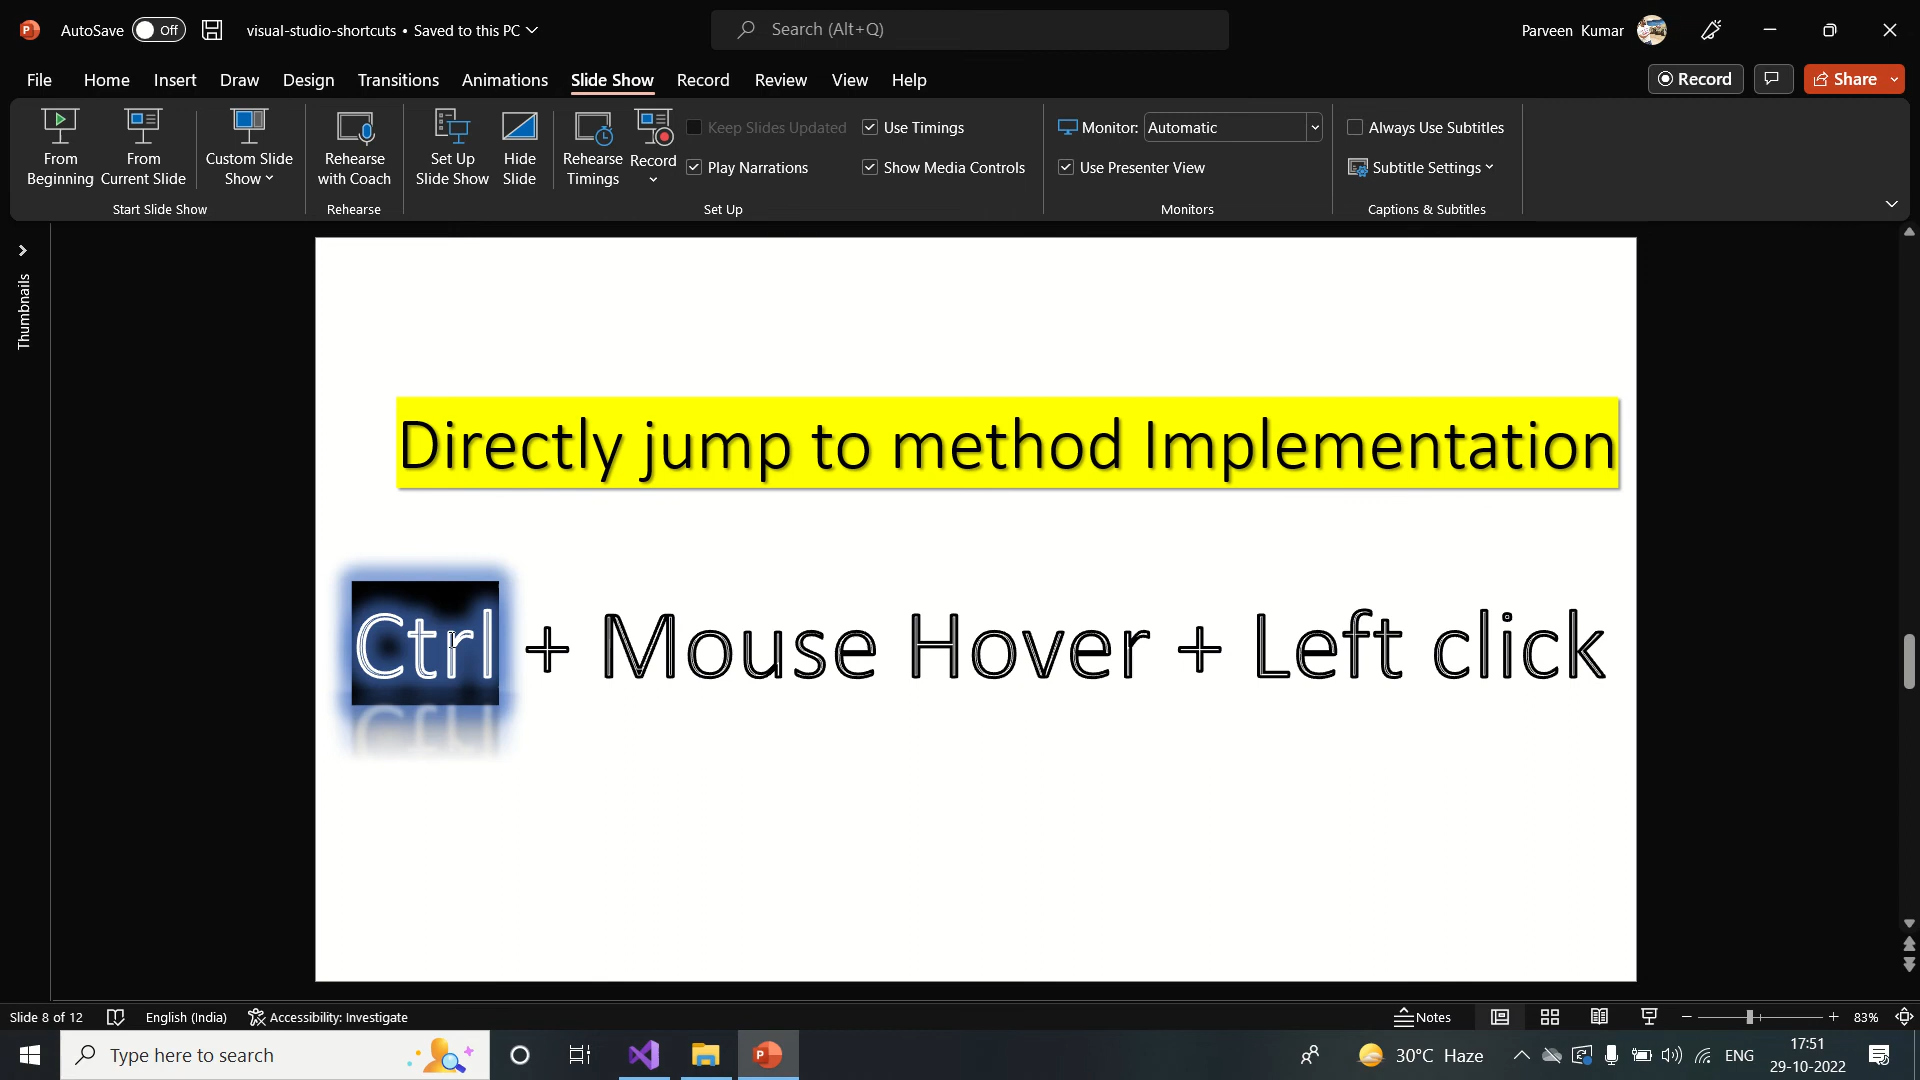 AutoSave Off visual-studio-shortcuts • Saved to this PC Search (Alt+Q) Parveen Kumar
File Home Insert Draw Design Transitions Animations Slide Show Record Review View Help Record Share
From Beginning
From Current Slide
Custom Slide Show
Start Slide Show
Rehearse with Coach
Rehearse
Set Up Slide Show
Hide Slide
Rehearse Timings
Record
Keep Slides Updated
Play Narrations
Use Timings
Show Media Controls
Set Up
Monitor: Automatic
Use Presenter View
Monitors
Always Use Subtitles
Subtitle Settings
Captions & Subtitles
Thumbnails
Directly jump to method Implementation
Ctrl + Mouse Hover + Left click
Slide 8 of 12 English (India) Accessibility: Investigate Notes 83%
Type here to search 30°C Haze ENG 17:51
29-10-2022